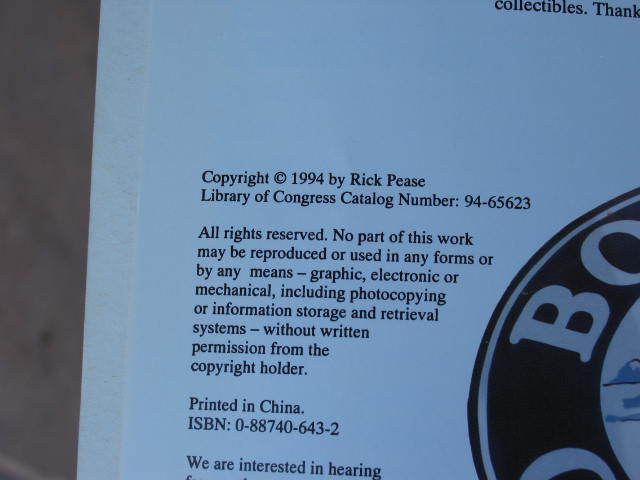 collectibles. Thank
Copyright © 1994 by Rick Pease
Library of Congress Catalog Number: 94-65623
All rights reserved. No part of this work
may be reproduced or used in any forms or
by any means – graphic, electronic or
mechanical, including photocopying
or information storage and retrieval
systems – without written
permission from the
copyright holder.
Printed in China.
ISBN: 0-88740-643-2
We are interested in hearing
BO